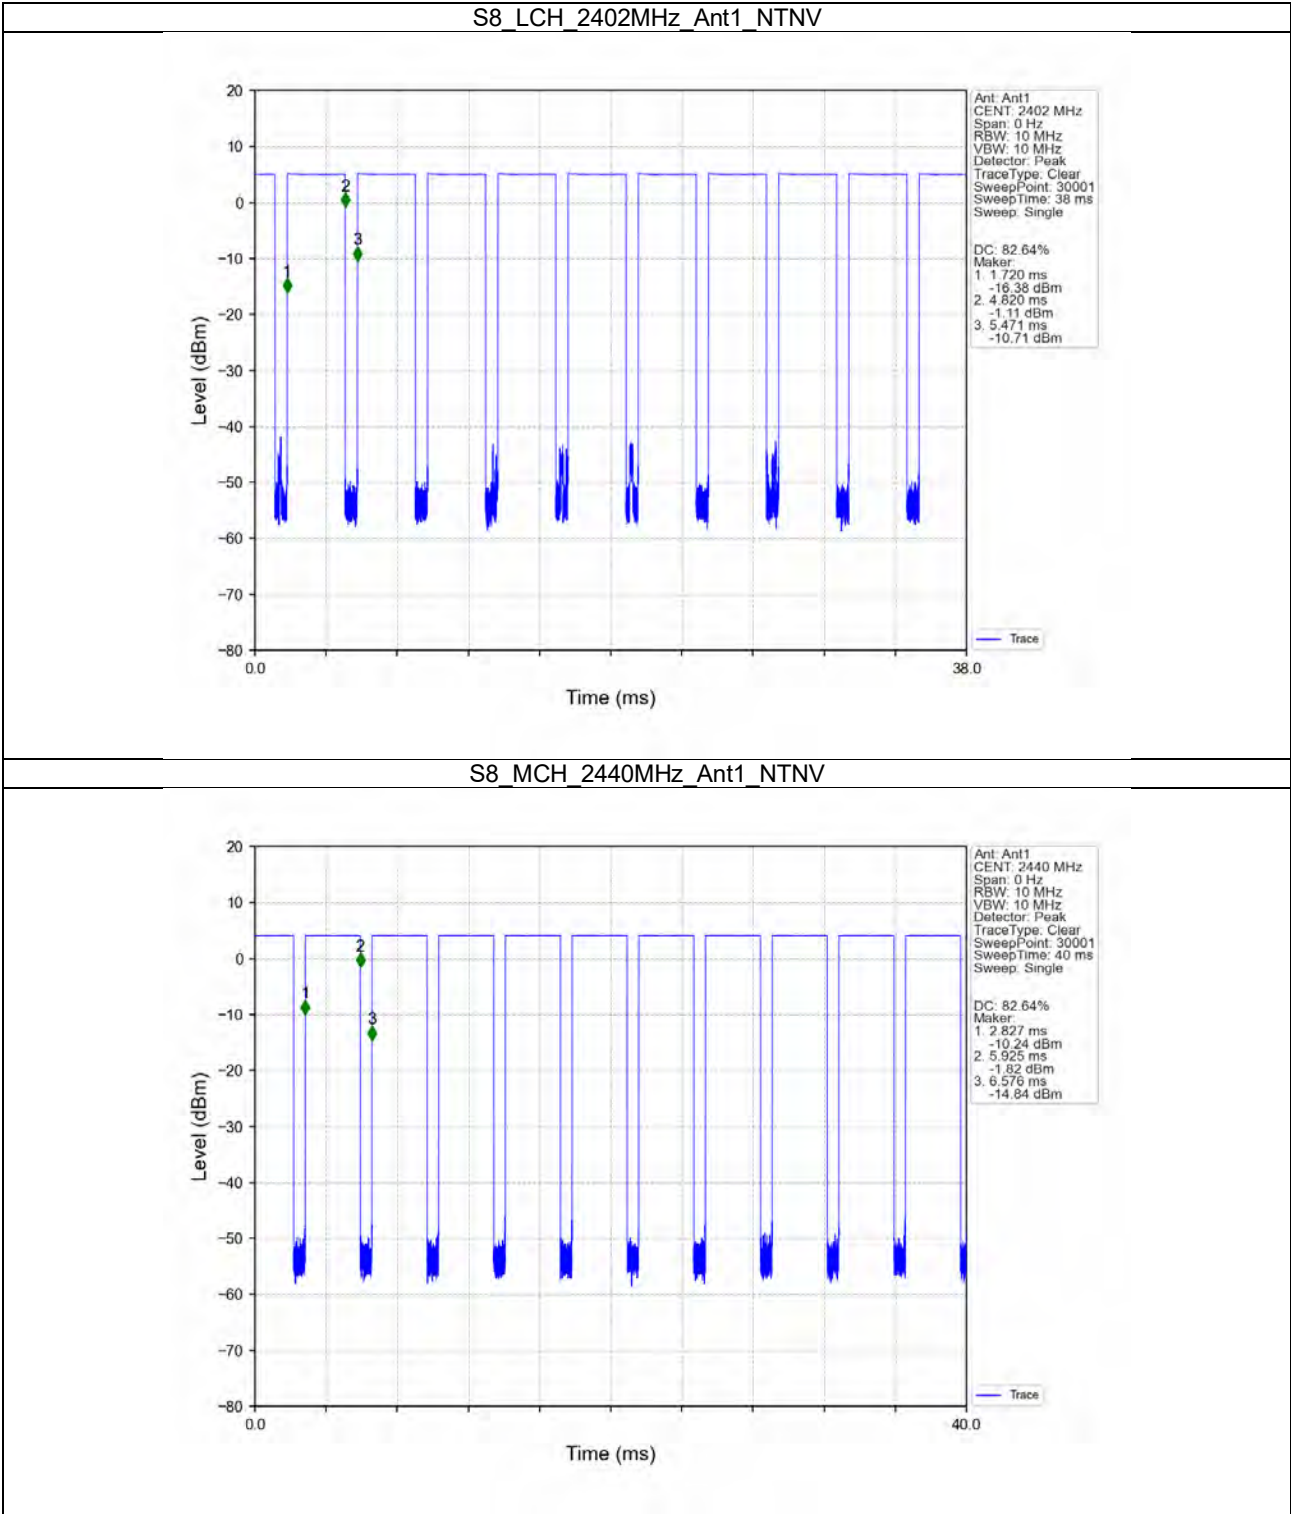 S8_LCH_2402MHz_Ant1_NTNV
20
10
0
−10
−20
−30
−40
−50
−60
−70
−80
Level (dBm)
0.0
38.0
Time (ms)
1
2
3
Ant: Ant1
CENT: 2402 MHz
Span: 0 Hz
RBW: 10 MHz
VBW: 10 MHz
Detector: Peak
TraceType: Clear
SweepPoint: 30001
SweepTime: 38 ms
Sweep: Single
DC: 82.64%
Maker:
1. 1.720 ms
-16.38 dBm
2. 4.820 ms
-1.11 dBm
3. 5.471 ms
-10.71 dBm
Trace
S8_MCH_2440MHz_Ant1_NTNV
20
10
0
−10
−20
−30
−40
−50
−60
−70
−80
Level (dBm)
0.0
40.0
Time (ms)
1
2
3
Ant: Ant1
CENT: 2440 MHz
Span: 0 Hz
RBW: 10 MHz
VBW: 10 MHz
Detector: Peak
TraceType: Clear
SweepPoint: 30001
SweepTime: 40 ms
Sweep: Single
DC: 82.64%
Maker:
1. 2.827 ms
-10.24 dBm
2. 5.925 ms
-1.82 dBm
3. 6.576 ms
-14.84 dBm
Trace